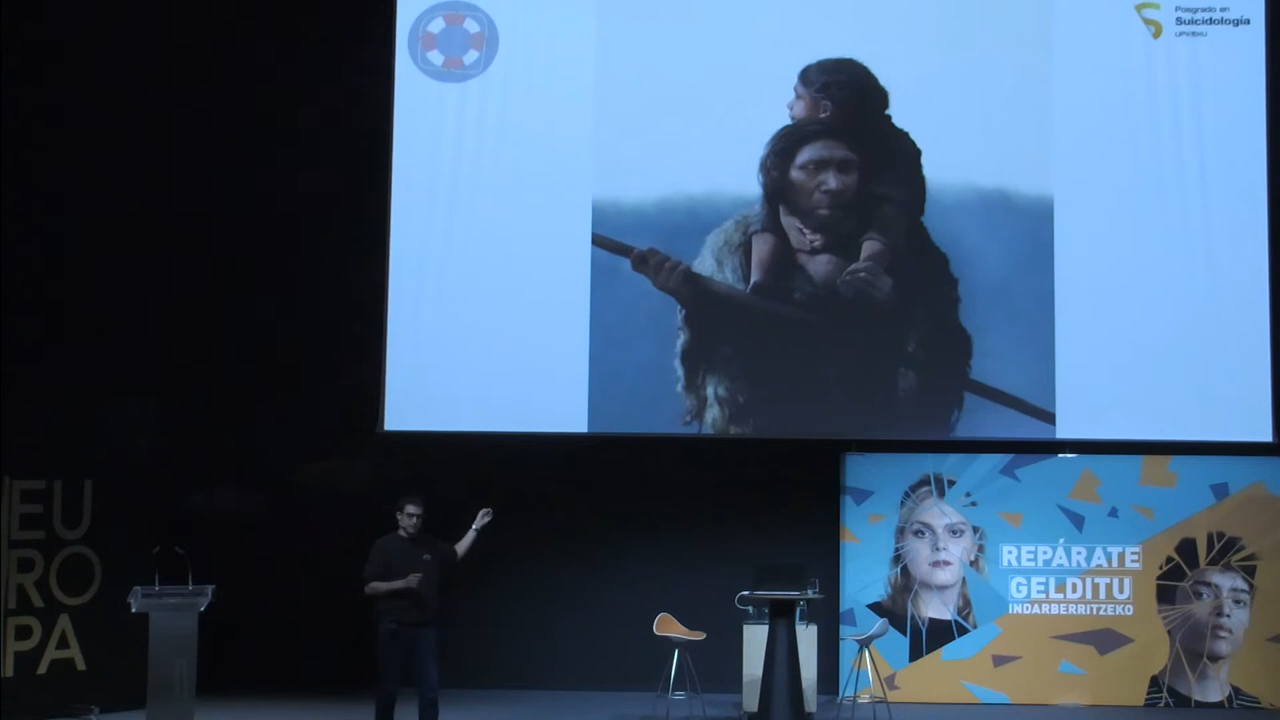 Posgrado en
Suicidología
UPV/EHU
EU
RO
PA
REPÁRATE
GELDITU
INDARBERRITZEKO